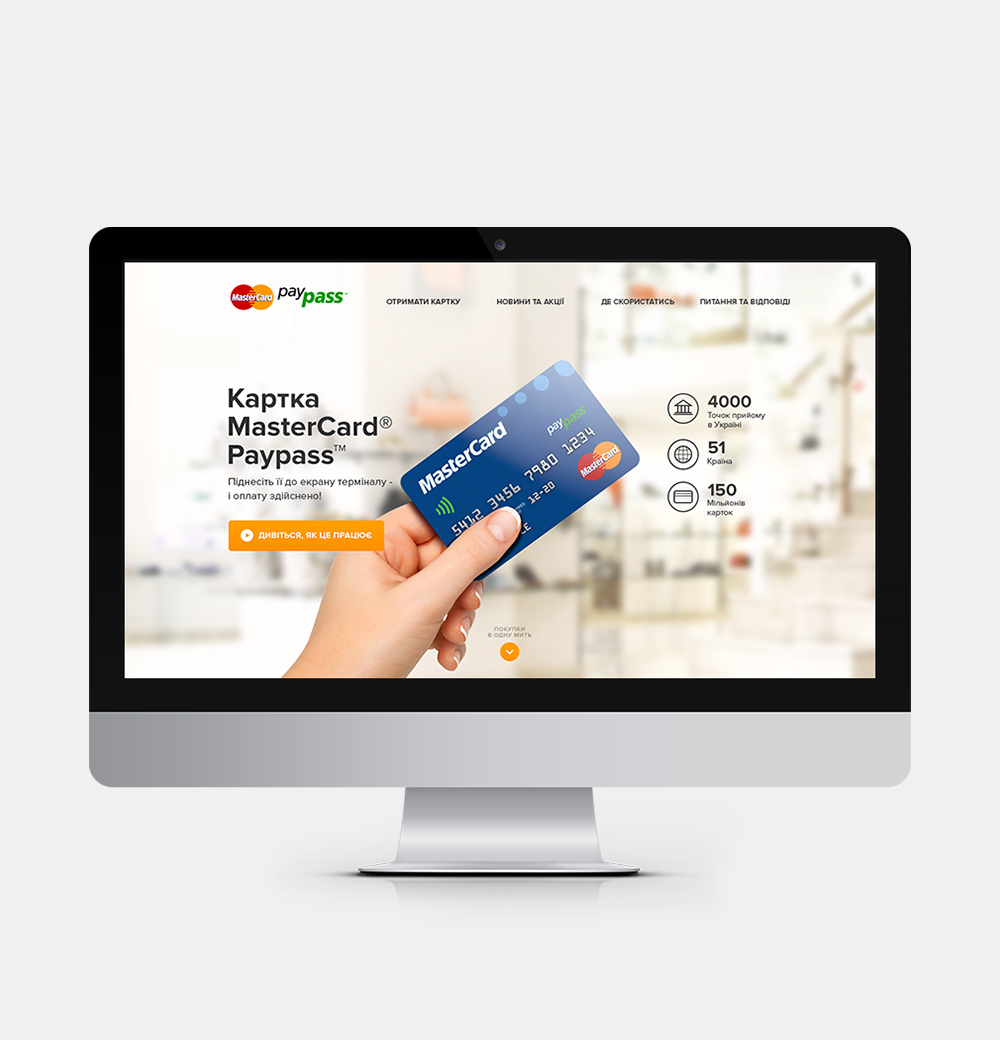 MasterCard paypass
ОТРИМАТИ КАРТКУ
НОВИНИ ТА АКЦІЇ
ДЕ СКОРИСТАТИСЬ
ПИТАННЯ ТА ВІДПОВІДІ
Картка
MasterCard®
Paypass™
Піднесіть її до екрану терміналу -
і оплату здійснено!
ДИВІТЬСЯ, ЯК ЦЕ ПРАЦЮЄ
MasterCard
paypass
5412 3456 7980 1234
12-20
MasterCard
4000
Точок прийому
в Україні
51
Країна
150
Мільйонів
карток
ПОКУПКИ
В ОДНУ МИТЬ